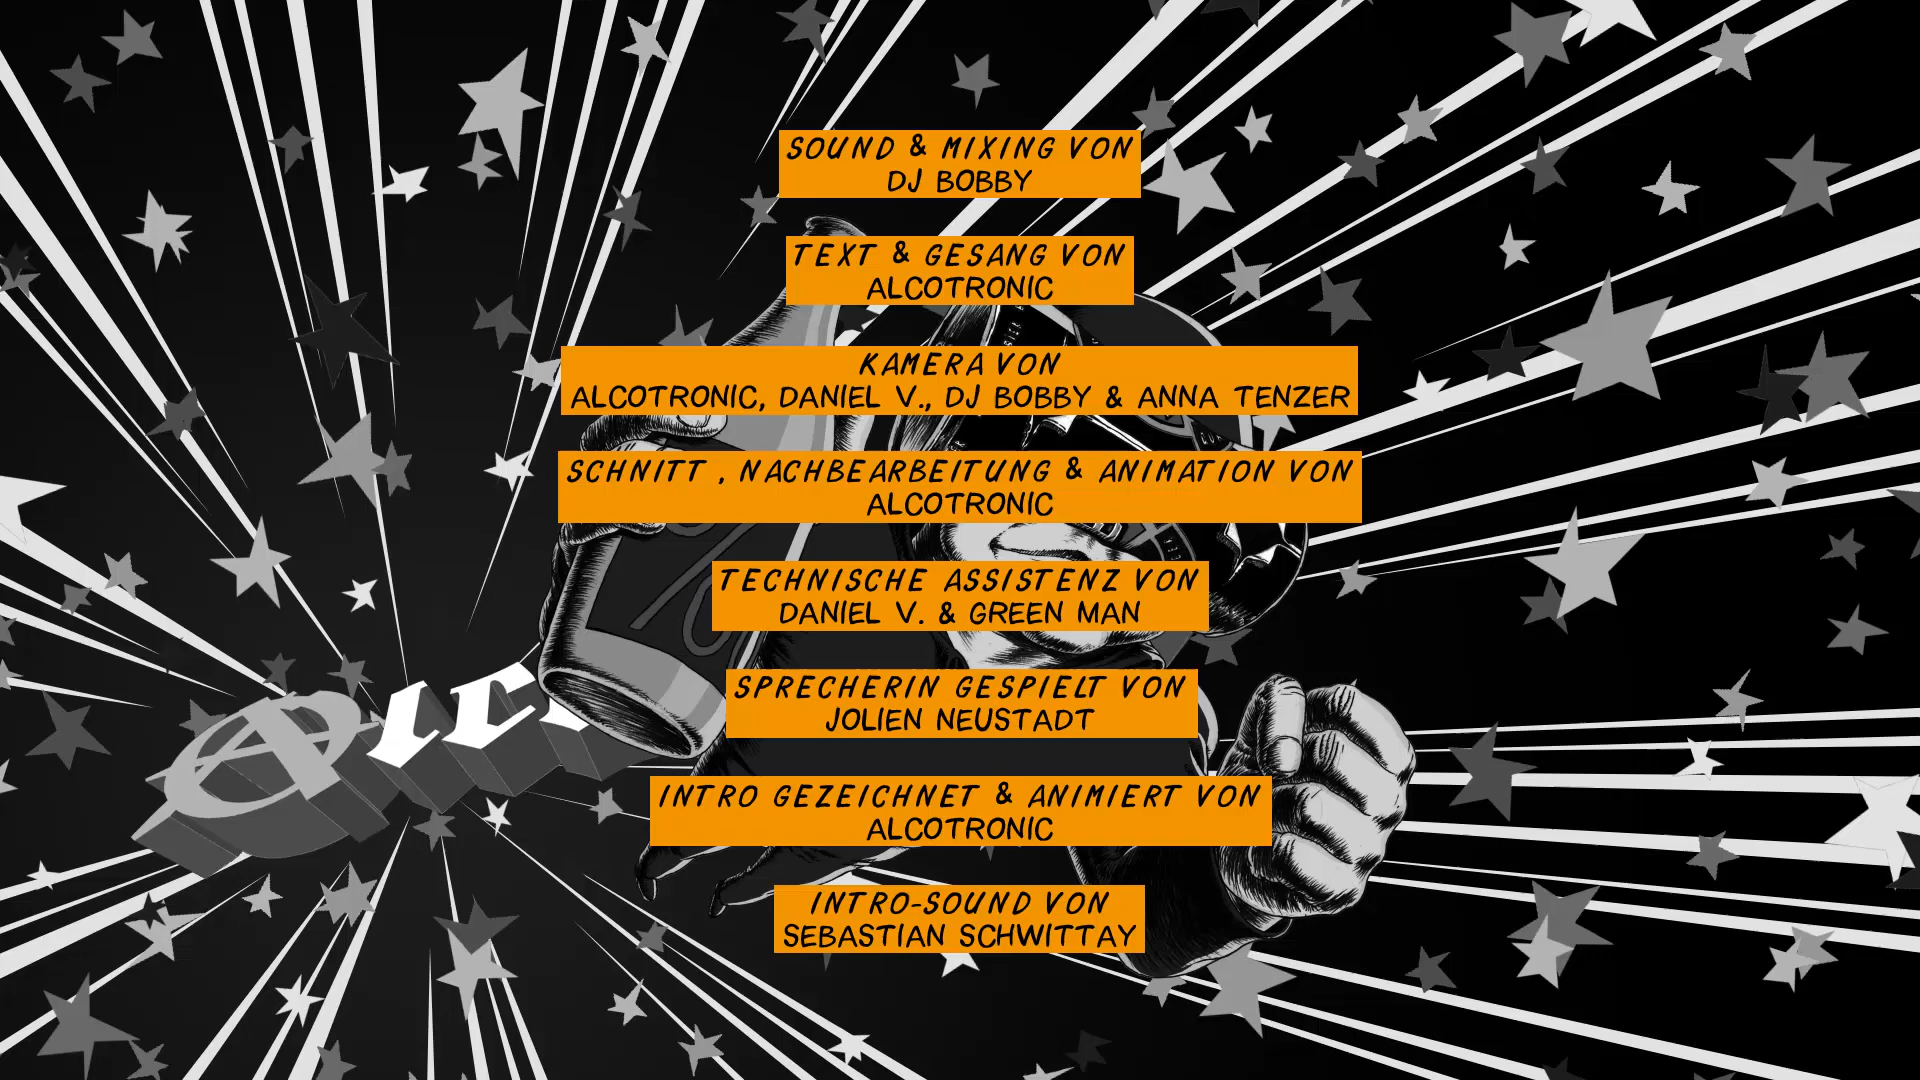 SOUND & MIXING VON
DJ BOBBY
TEXT & GESANG VON
ALCOTRONIC
KAMERA VON
ALCOTRONIC, DANIEL V., DJ BOBBY & ANNA TENZER
SCHNITT , NACHBEARBEITUNG & ANIMATION VON
ALCOTRONIC
TECHNISCHE ASSISTENZ VON
DANIEL V. & GREEN MAN
SPRECHERIN GESPIELT VON
JOLIEN NEUSTADT
INTRO GEZEICHNET & ANIMIERT VON
ALCOTRONIC
INTRO-SOUND VON
SEBASTIAN SCHWITTAY